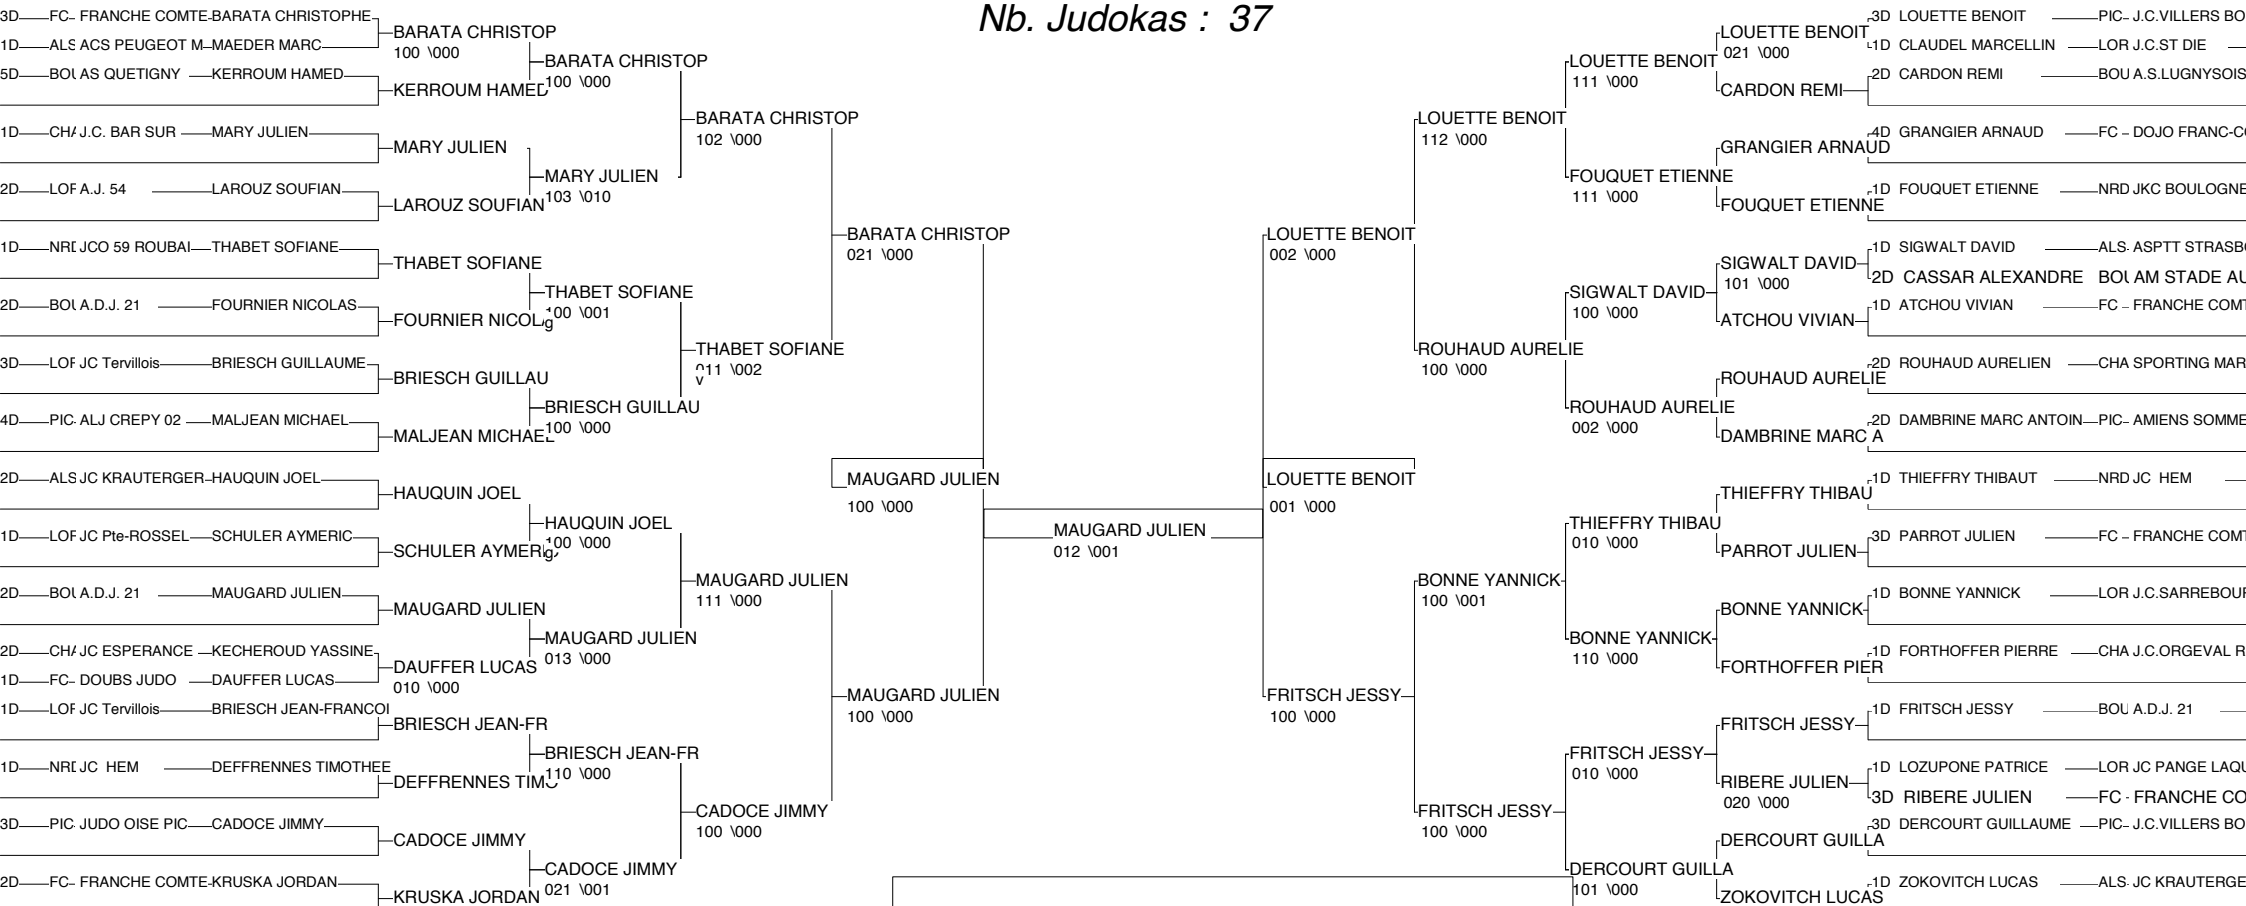 Nb. Judokas : 37
3D FC- FRANCHE COMTE BARATA CHRISTOPHE
1D ALS ACS PEUGEOT M MAEDER MARC
5D BOU AS QUETIGNY KERROUM HAMED
1D CHA J.C. BAR SUR MARY JULIEN
2D LOR A.J. 54 LAROUZ SOUFIAN
1D NRD JCO 59 ROUBAI THABET SOFIANE
2D BOU A.D.J. 21 FOURNIER NICOLAS
3D LOR JC Tervillois BRIESCH GUILLAUME
4D PIC- ALJ CREPY 02 MALJEAN MICHAEL
2D ALS JC KRAUTERGER HAUQUIN JOEL
1D LOR JC Pte-ROSSEL SCHULER AYMERIC
2D BOU A.D.J. 21 MAUGARD JULIEN
2D CHA JC ESPERANCE KECHEROUD YASSINE
1D FC- DOUBS JUDO DAUFFER LUCAS
1D LOR JC Tervillois BRIESCH JEAN-FRANCOI
1D NRD JC HEM DEFFRENNES TIMOTHEE
3D PIC- JUDO OISE PIC CADOCE JIMMY
2D FC- FRANCHE COMTE KRUSKA JORDAN
BARATA CHRISTOP
100 \000
KERROUM HAMED
MARY JULIEN
LAROUZ SOUFIAN
THABET SOFIANE
FOURNIER NICOLA
BRIESCH GUILLAU
MALJEAN MICHAEL
HAUQUIN JOEL
SCHULER AYMERIC
MAUGARD JULIEN
DAUFFER LUCAS
010 \000
BRIESCH JEAN-FR
DEFFRENNES TIMO
CADOCE JIMMY
KRUSKA JORDAN
BARATA CHRISTOP
100 \000
MARY JULIEN
103 \010
THABET SOFIANE
g100 \001
BRIESCH GUILLAU
100 \000
HAUQUIN JOEL
g100 \000
MAUGARD JULIEN
013 \000
BRIESCH JEAN-FR
110 \000
CADOCE JIMMY
021 \001
BARATA CHRISTOP
102 \000
THABET SOFIANE
011 \002
v
MAUGARD JULIEN
111 \000
CADOCE JIMMY
100 \000
BARATA CHRISTOP
021 \000
MAUGARD JULIEN
100 \000
MAUGARD JULIEN
100 \000
MAUGARD JULIEN
012 \001
LOUETTE BENOIT
002 \000
LOUETTE BENOIT
001 \000
FRITSCH JESSY
100 \000
LOUETTE BENOIT
112 \000
ROUHAUD AURELIE
100 \000
BONNE YANNICK
100 \001
FRITSCH JESSY
100 \000
LOUETTE BENOIT
111 \000
FOUQUET ETIENNE
111 \000
SIGWALT DAVID
100 \000
ROUHAUD AURELIE
002 \000
THIEFFRY THIBAU
010 \000
BONNE YANNICK
110 \000
FRITSCH JESSY
010 \000
DERCOURT GUILLA
101 \000
LOUETTE BENOIT
021 \000
CARDON REMI
GRANGIER ARNAUD
FOUQUET ETIENNE
SIGWALT DAVID
101 \000
ATCHOU VIVIAN
ROUHAUD AURELIE
DAMBRINE MARC A
THIEFFRY THIBAU
PARROT JULIEN
BONNE YANNICK
FORTHOFFER PIER
FRITSCH JESSY
RIBERE JULIEN
020 \000
DERCOURT GUILLA
ZOKOVITCH LUCAS
3D LOUETTE BENOIT PIC- J.C.VILLERS BO
1D CLAUDEL MARCELLIN LOR J.C.ST DIE
2D CARDON REMI BOU A.S.LUGNYSOIS
4D GRANGIER ARNAUD FC - DOJO FRANC-CO
1D FOUQUET ETIENNE NRD JKC BOULOGNE
1D SIGWALT DAVID ALS- ASPTT STRASBO
2D CASSAR ALEXANDRE BOU AM STADE AU
1D ATCHOU VIVIAN FC - FRANCHE COMT
2D ROUHAUD AURELIEN CHA SPORTING MAR
2D DAMBRINE MARC ANTOIN PIC- AMIENS SOMME
1D THIEFFRY THIBAUT NRD JC HEM
3D PARROT JULIEN FC - FRANCHE COMT
1D BONNE YANNICK LOR J.C.SARREBOUR
1D FORTHOFFER PIERRE CHA J.C.ORGEVAL R
1D FRITSCH JESSY BOU A.D.J. 21
1D LOZUPONE PATRICE LOR JC PANGE LAQU
3D RIBERE JULIEN FC - FRANCHE CO
3D DERCOURT GUILLAUME PIC- J.C.VILLERS BO
1D ZOKOVITCH LUCAS ALS- JC KRAUTERGE